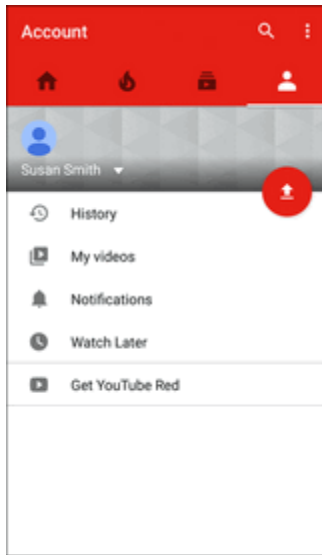 Account
Susan Smith
History
My videos
Notifications
Watch Later
Get YouTube Red